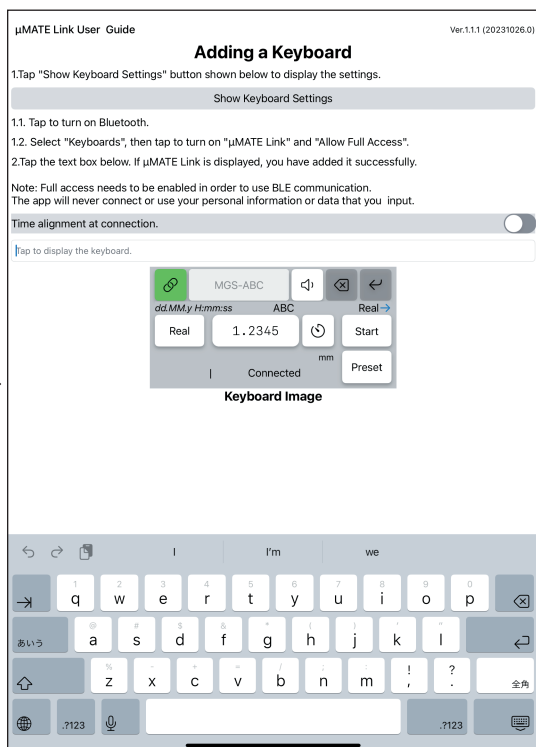 µMATE Link User Guide
Ver.1.1.1 (20231026.0)
Adding a Keyboard
1.Tap "Show Keyboard Settings" button shown below to display the settings.
Show Keyboard Settings
1.1. Tap to turn on Bluetooth.
1.2. Select "Keyboards", then tap to turn on "µMATE Link" and "Allow Full Access".
2.Tap the text box below. If µMATE Link is displayed, you have added it successfully.
Note: Full access needs to be enabled in order to use BLE communication.
The app will never connect or use your personal information or data that you input.
Time alignment at connection.
Tap to display the keyboard.
MGS-ABC
dd.MM.y H:mm:ss ABC Real→
Real 1.2345 Start
mm
| Connected Preset
Keyboard Image
I I'm we
1 2 3 4 5 6 7 8 9 0
q w e r t y u i o p
@ # $ & * ( ) ' "
あいう a s d f g h j k l
% - + = / ; : ! ?
z x c v b n m , . 全角
.?123 .?123